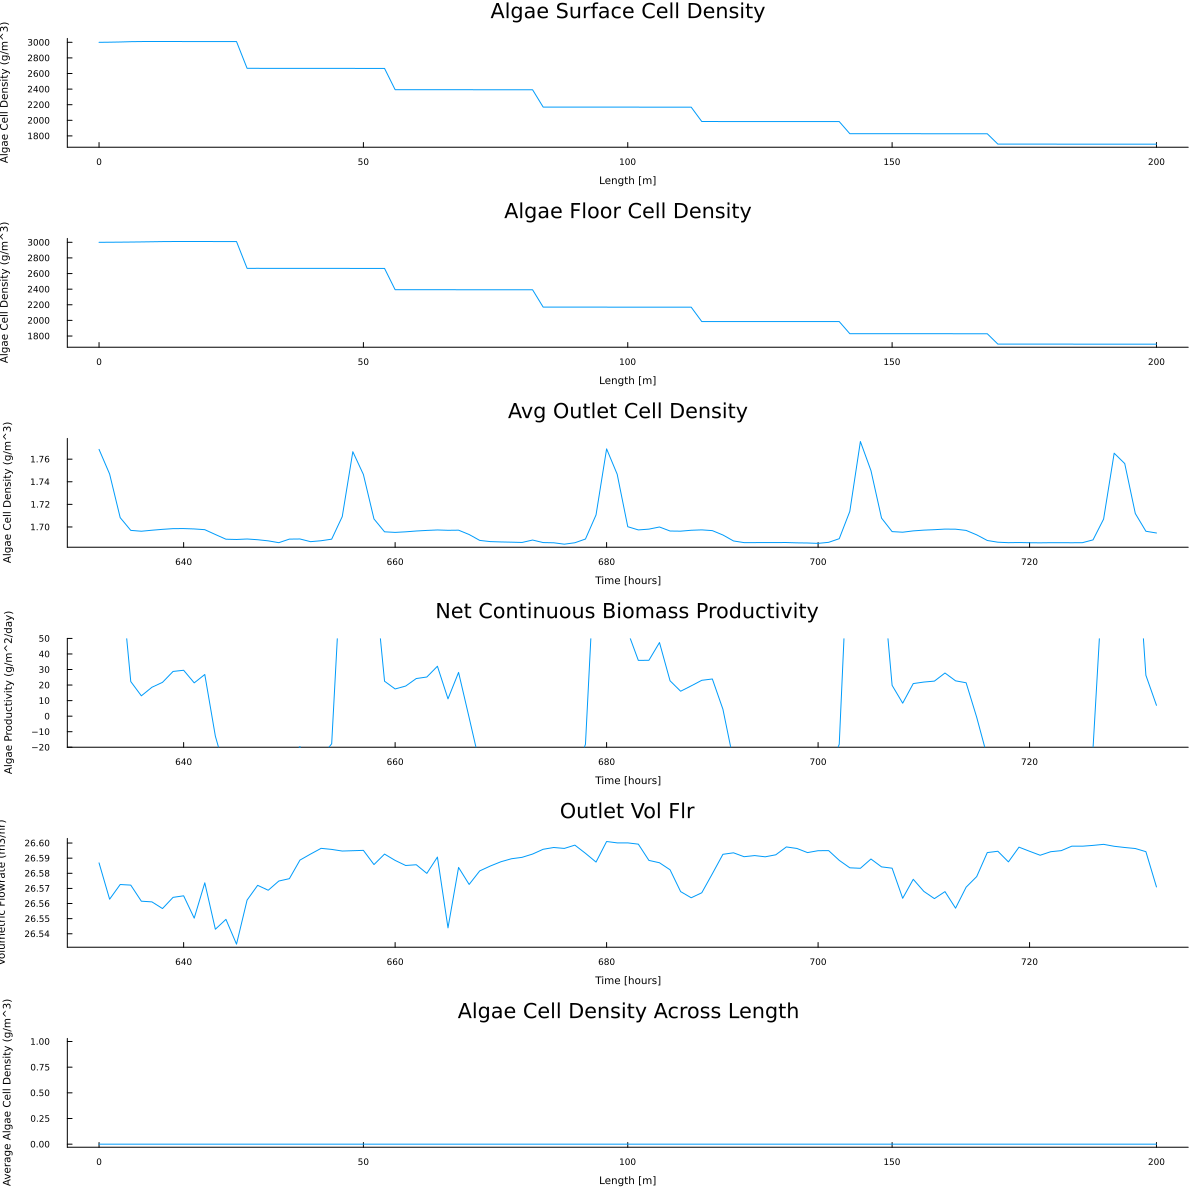 Algae Surface Cell Density
Algae Cell Density (g/m^3)
3000
2800
2600
2400
2200
2000
1800
0 50 100 150 200
Length [m]
Algae Floor Cell Density
Algae Cell Density (g/m^3)
3000
2800
2600
2400
2200
2000
1800
0 50 100 150 200
Length [m]
Avg Outlet Cell Density
Algae Cell Density (g/m^3)
1.76
1.74
1.72
1.70
640 660 680 700 720
Time [hours]
Net Continuous Biomass Productivity
Algae Productivity (g/m^2/day)
50
40
30
20
10
0
−10
−20
640 660 680 700 720
Time [hours]
Outlet Vol Flr
Volumetric Flowrate (m3/hr)
26.60
26.59
26.58
26.57
26.56
26.55
26.54
640 660 680 700 720
Time [hours]
Algae Cell Density Across Length
Average Algae Cell Density (g/m^3)
1.00
0.75
0.50
0.25
0.00
0 50 100 150 200
Length [m]